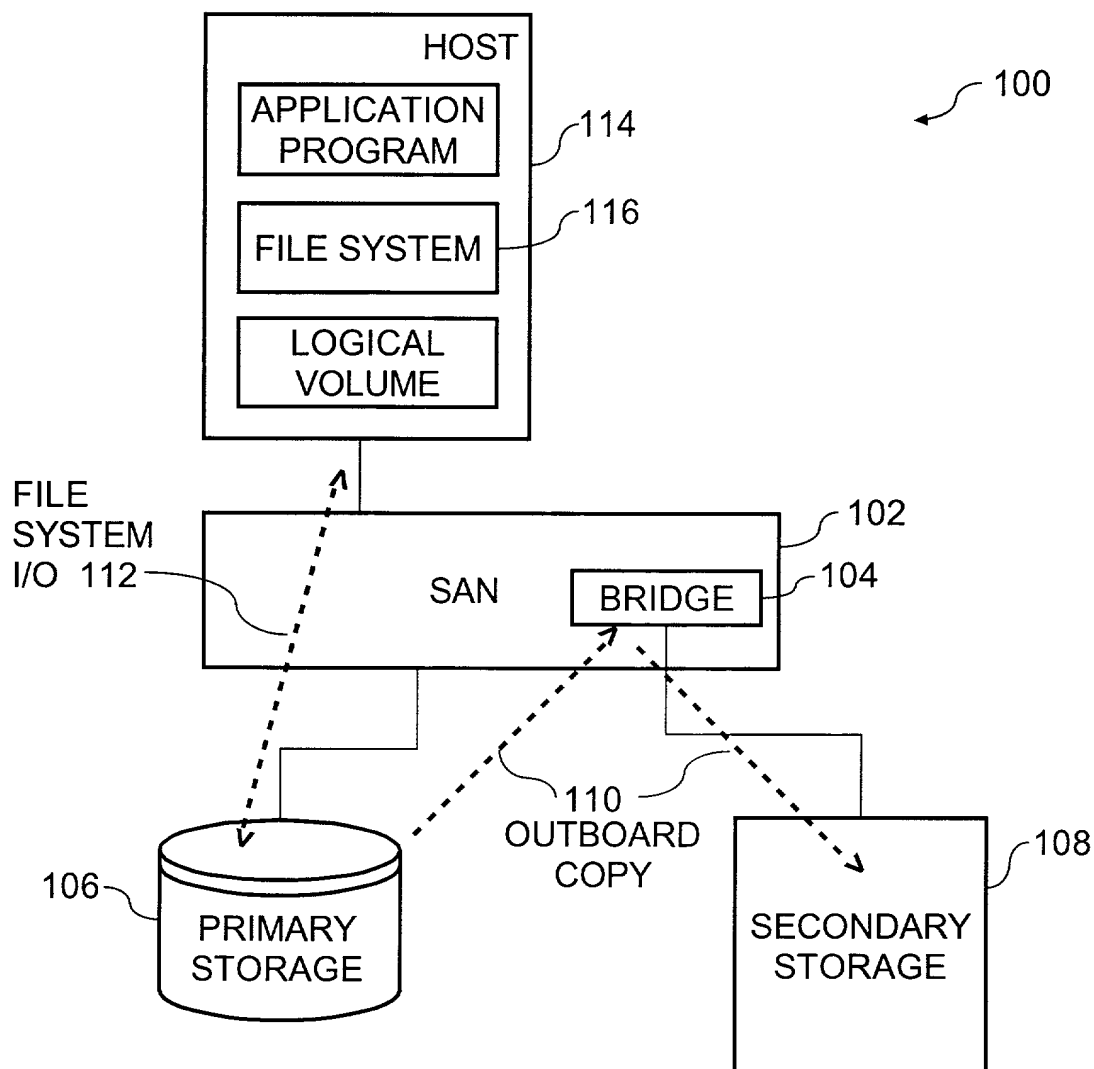 HOST
100
APPLICATION
PROGRAM
114
FILE SYSTEM
116
LOGICAL
VOLUME
FILE
SYSTEM
I/O 112
102
SAN
BRIDGE
104
110
OUTBOARD
COPY
106
PRIMARY
STORAGE
108
SECONDARY
STORAGE